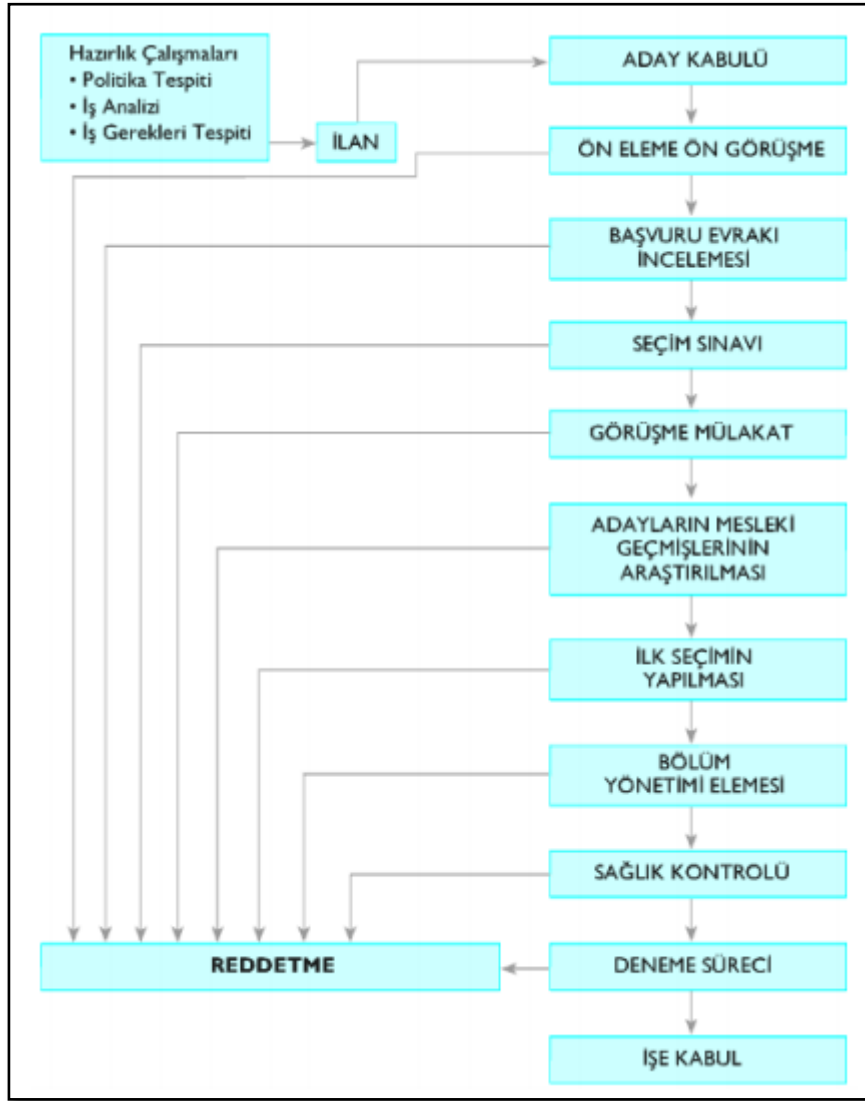 Hazırlık Çalışmaları
• Politika Tespiti
• İş Analizi
• İş Gerekleri Tespiti
İLAN
ADAY KABULÜ
ÖN ELEME ÖN GÖRÜŞME
BAŞVURU EVRAKI
İNCELEMESİ
SEÇİM SINAVI
GÖRÜŞME MÜLAKAT
ADAYLARIN MESLEKİ
GEÇMİŞLERİNİN
ARAŞTIRILMASI
İLK SEÇİMİN
YAPILMASI
BÖLÜM
YÖNETİMİ ELEMESİ
SAĞLIK KONTROLÜ
REDDETME
DENEME SÜRECİ
İŞE KABUL